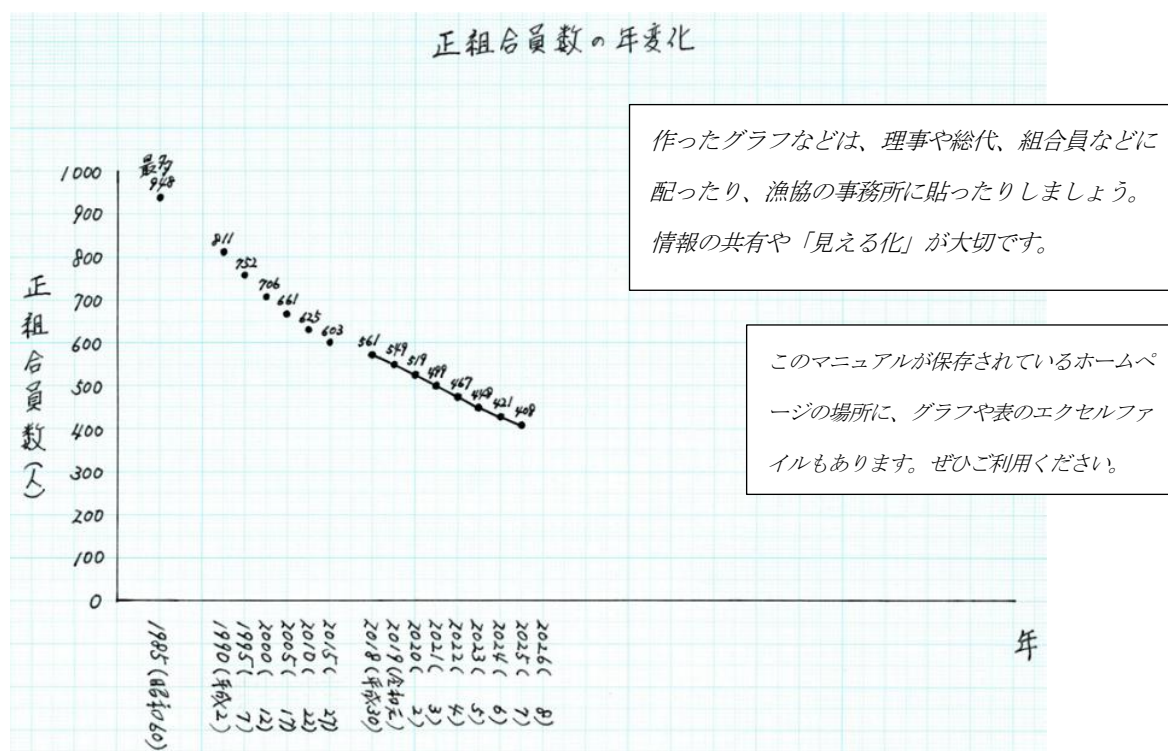 正組合員数の年変化
作ったグラフなどは、理事や総代、組合員などに
配ったり、漁協の事務所に貼ったりしましょう。
情報の共有や「見える化」が大切です。
このマニュアルが保存されているホームペ
ージの場所に、グラフや表のエクセルファ
イルもあります。ぜひご利用ください。
正組合員数(人)
1000
900
800
700
600
500
400
300
200
100
0
最多
948
811
752
706
661
625
603
561
549
519
499
467
448
421
408
1985(昭和60)
1990(平成2)
1995( 7)
2000( 12)
2005( 17)
2010( 22)
2015( 27)
2018(平成30)
2019(令和元)
2020( 2)
2021( 3)
2022( 4)
2023( 5)
2024( 6)
2025( 7)
2026( 8)
年